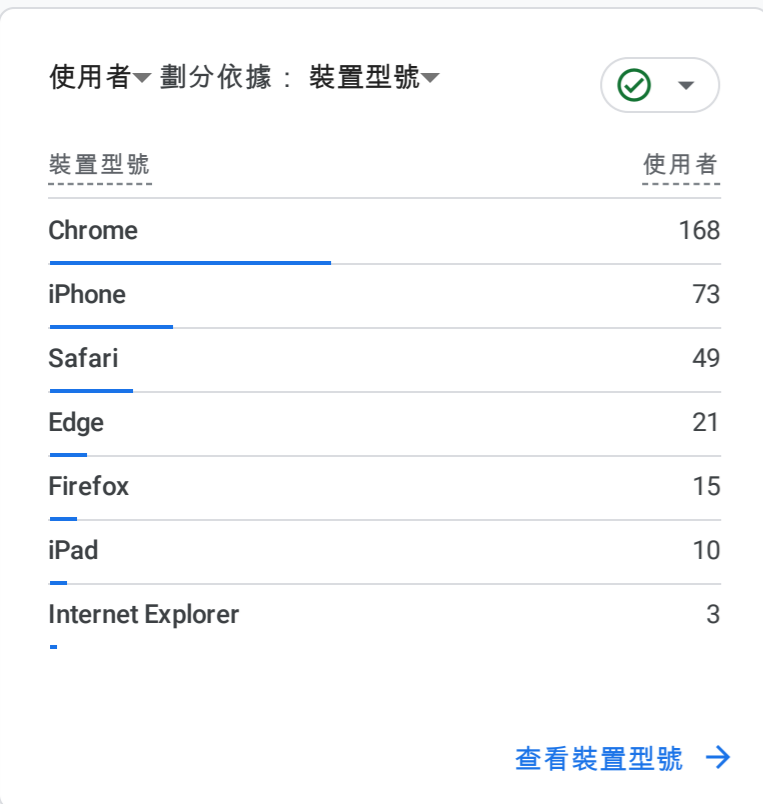 使用者 劃分依據： 裝置型號
裝置型號 使用者
Chrome 168
iPhone 73
Safari 49
Edge 21
Firefox 15
iPad 10
Internet Explorer 3
查看裝置型號